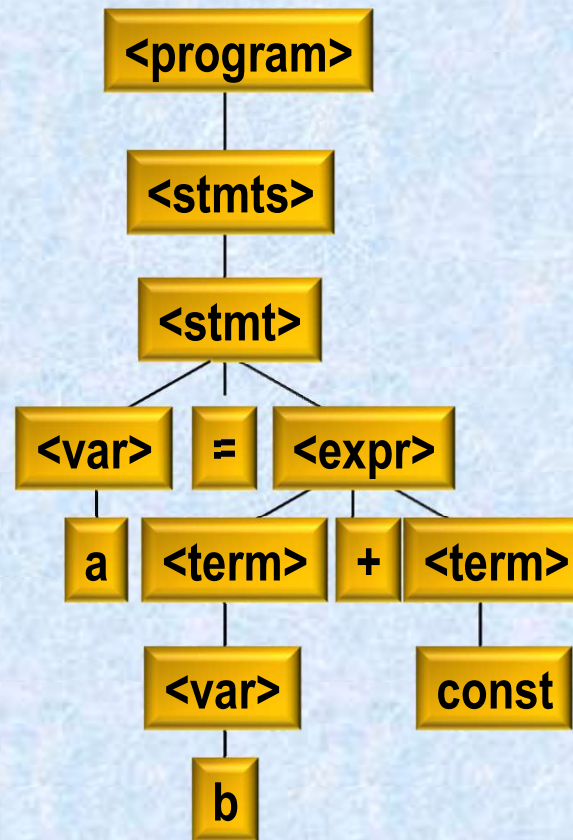 <program>
<stmts>
<stmt>
<var> = <expr>
a <term> + <term>
<var> const
b